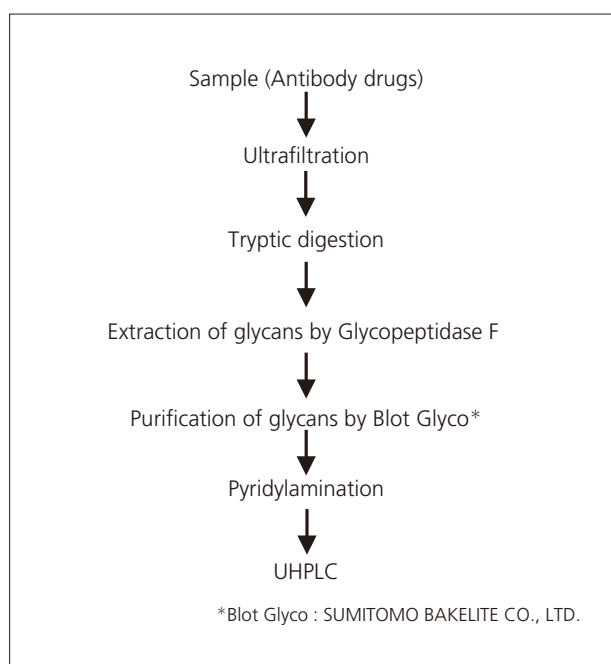 Sample (Antibody drugs)
Ultrafiltration
Tryptic digestion
Extraction of glycans by Glycopeptidase F
Purification of glycans by Blot Glyco*
Pyridylamination
UHPLC
*Blot Glyco : SUMITOMO BAKELITE CO., LTD.